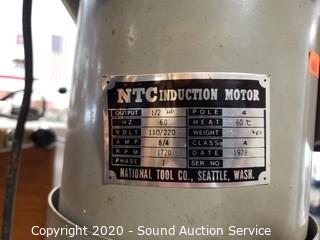 NTC INDUCTION MOTOR
OUTPUT 1/2 HP POLE 4
HZ 60 HEAT 60 ℃
VOLT 110/220 WEIGHT KGS
AMP 8/4 CLASS A
RPM 1720 DATE 1978
PHASE 1 SER NO
NATIONAL TOOL CO., SEATTLE, WASH.
Copyright © 2020 - Sound Auction Service